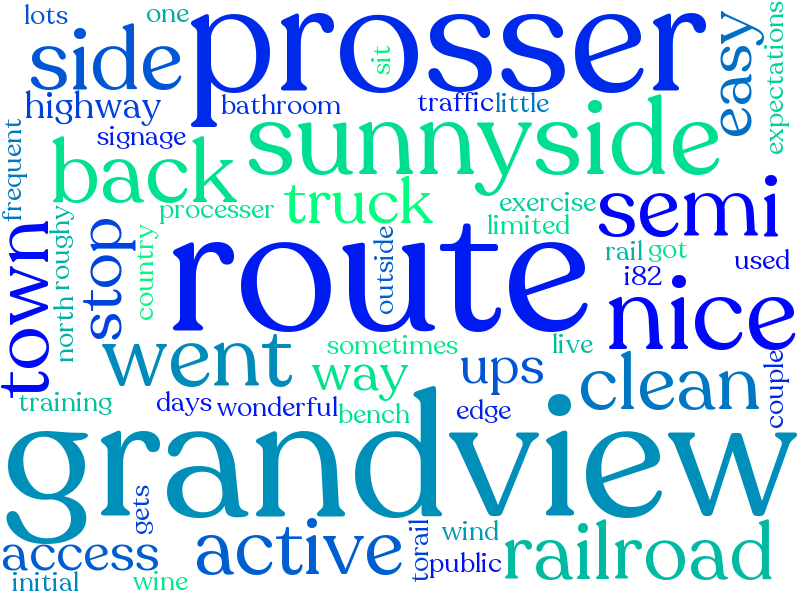 lots
one
prosser
side
sit
easy
expectations
highway
bathroom
traffic
little
signage
sunnyside
frequent
back
truck
exercise
semi
processer
limited
town
roughy
north
stop
country
route
outside
rail
got
i82
used
nice
went
sometimes
live
way
ups
clean
couple
training
days
wonderful
bench
edge
grandview
gets
access
active
torail
wind
public
railroad
initial
wine